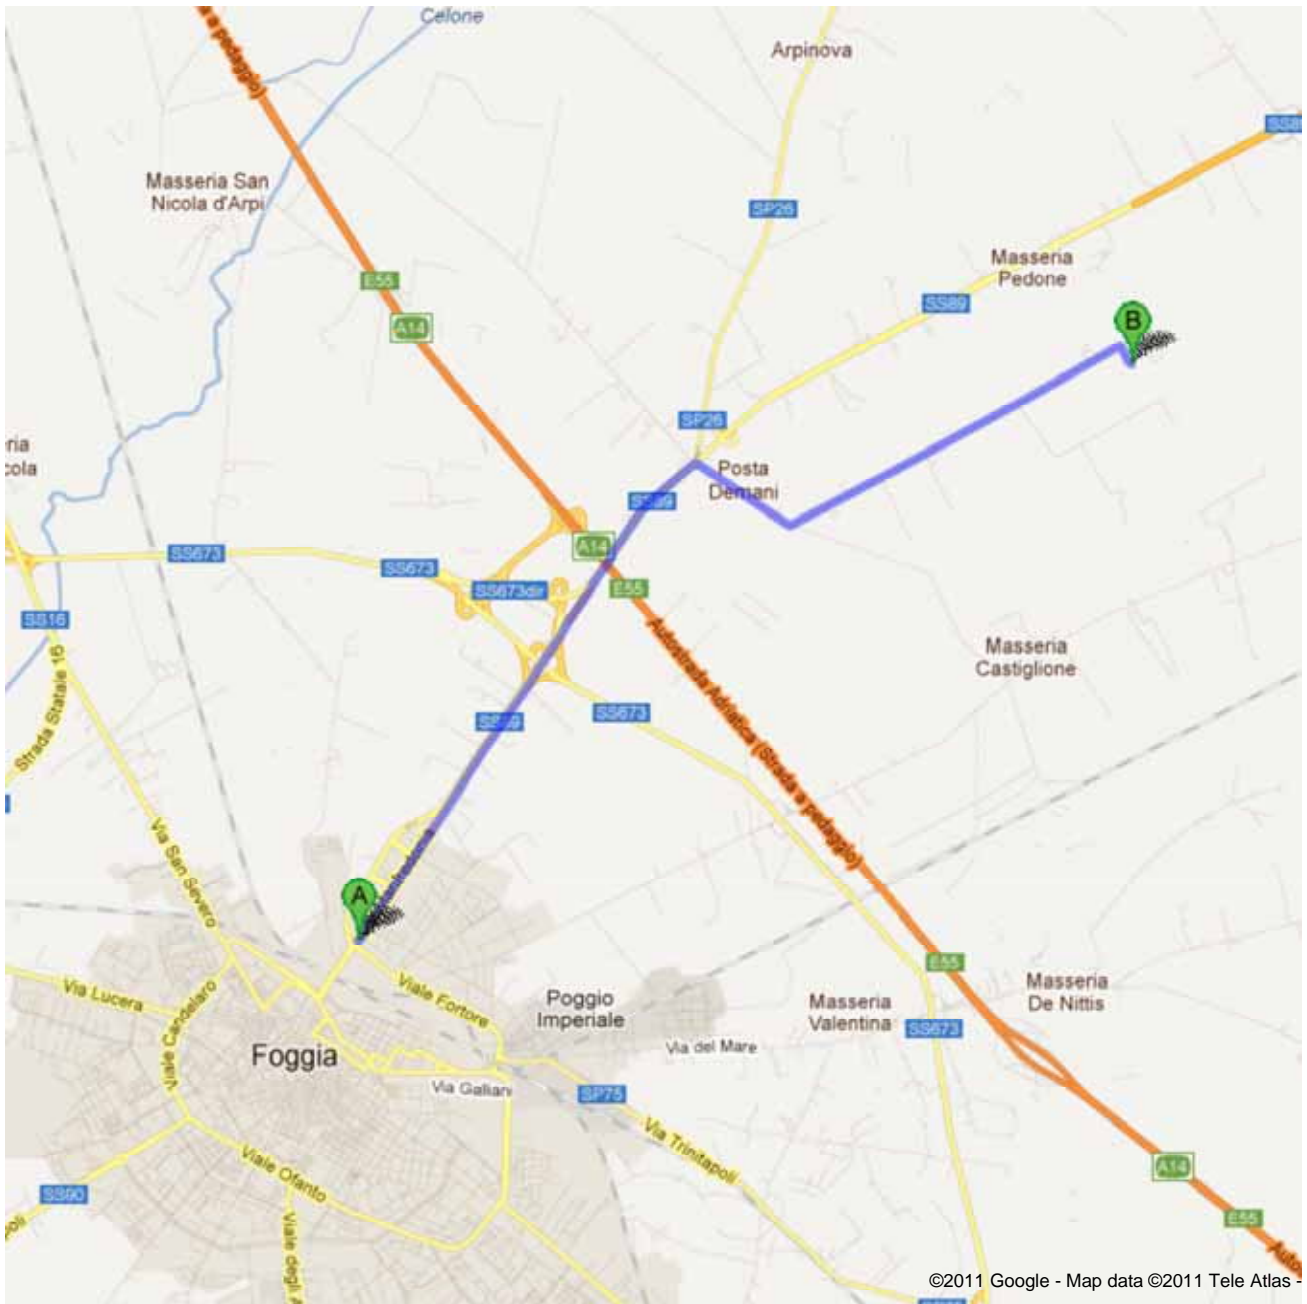 Celone
a pedaggio)
Arpinova
Masseria San
Nicola d'Arpi
SP26
Masseria
Pedone
E55
SS89
A14
B
SP26
Posta
Demani
SS89
A14
SS673
SS673
SS673dir
E55
SS16
Strada Statale 16
Autostrada Adriatica (Strada a pedaggio)
Masseria
Castiglione
SS673
SS89
Via San Severo
A
Via Lucera
Viale Candelaro
Viale Fortore
Poggio
Imperiale
E55
Masseria
De Nittis
Masseria
Valentina
SS673
Foggia
Via del Mare
Via Galliani
SP75
Via Trinitapoli
Viale Ofanto
SS90
A14
E55
©2011 Google - Map data ©2011 Tele Atlas -